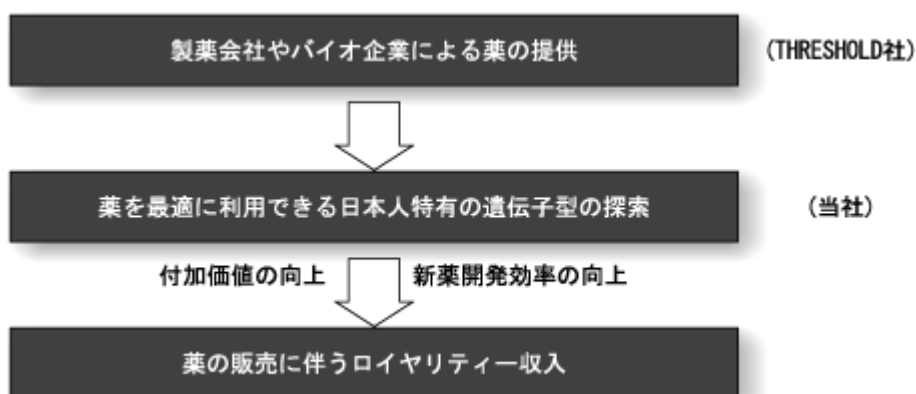 製薬会社やバイオ企業による薬の提供 (THRESHOLD社)
薬を最適に利用できる日本人特有の遺伝子型の探索 (当社)
付加価値の向上 新薬開発効率の向上
薬の販売に伴うロイヤリティー収入